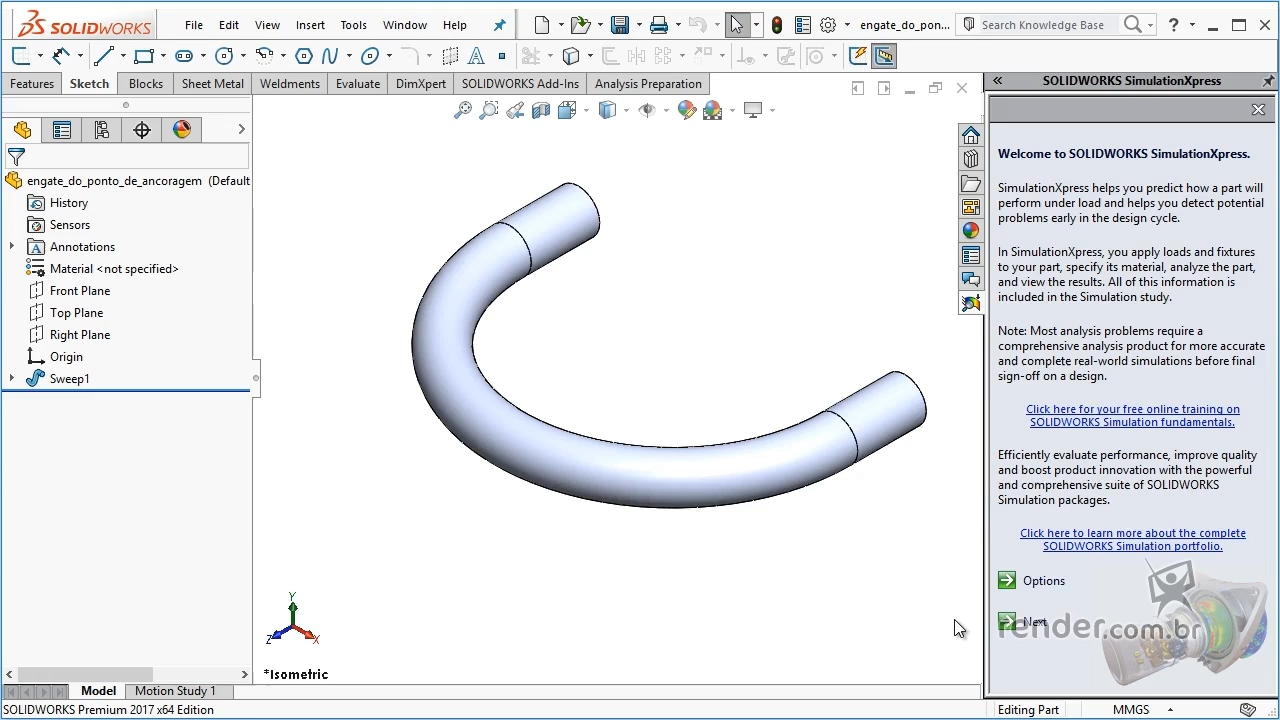 SOLIDWORKS
File Edit View Insert Tools Window Help
engate_do_pon...
Search Knowledge Base
Features Sketch Blocks Sheet Metal Weldments Evaluate DimXpert SOLIDWORKS Add-Ins Analysis Preparation
SOLIDWORKS SimulationXpress
engate_do_ponto_de_ancoragem (Default
History
Sensors
Annotations
Material <not specified>
Front Plane
Top Plane
Right Plane
Origin
Sweep1
Y
Z
X
*Isometric
Welcome to SOLIDWORKS SimulationXpress.
SimulationXpress helps you predict how a part will
perform under load and helps you detect potential
problems early in the design cycle.
In SimulationXpress, you apply loads and fixtures
to your part, specify its material, analyze the part,
and view the results. All of this information is
included in the Simulation study.
Note: Most analysis problems require a
comprehensive analysis product for more accurate
and complete real-world simulations before final
sign-off on a design.
Click here for your free online training on
SOLIDWORKS Simulation fundamentals.
Efficiently evaluate performance, improve quality
and boost product innovation with the powerful
and comprehensive suite of SOLIDWORKS
Simulation packages.
Click here to learn more about the complete
SOLIDWORKS Simulation portfolio.
Options
Next
render.com.br
Model Motion Study 1
SOLIDWORKS Premium 2017 x64 Edition
Editing Part
MMGS